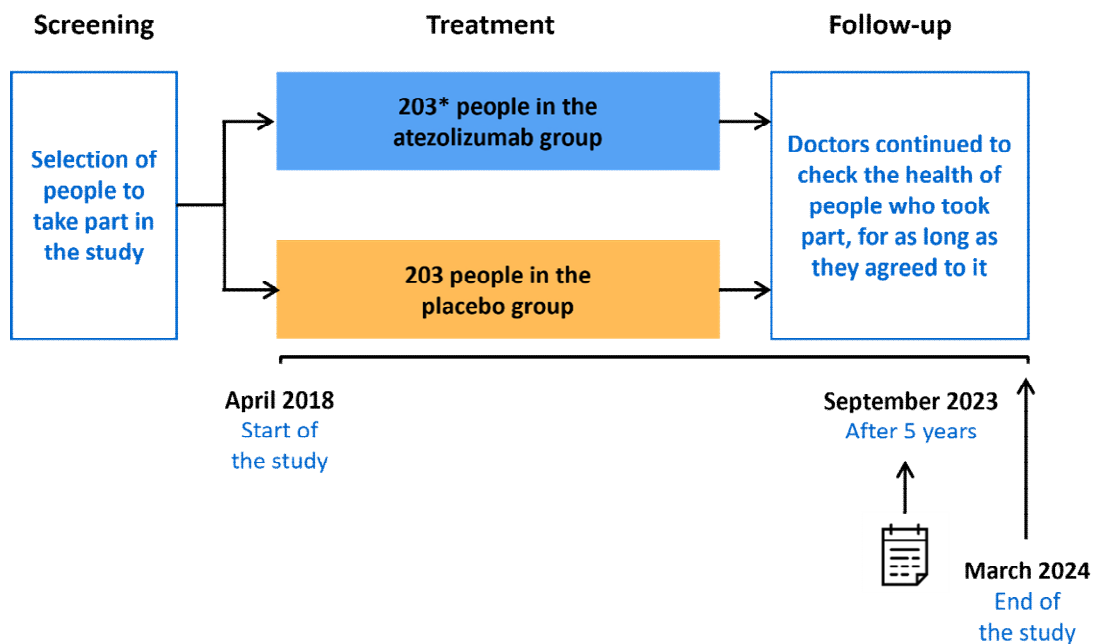 Screening
Treatment
Follow-up
Selection of
people to
take part in
the study
203* people in the
atezolizumab group
203 people in the
placebo group
Doctors continued to
check the health of
people who took
part, for as long as
they agreed to it
April 2018
Start of
the study
September 2023
After 5 years
March 2024
End of
the study